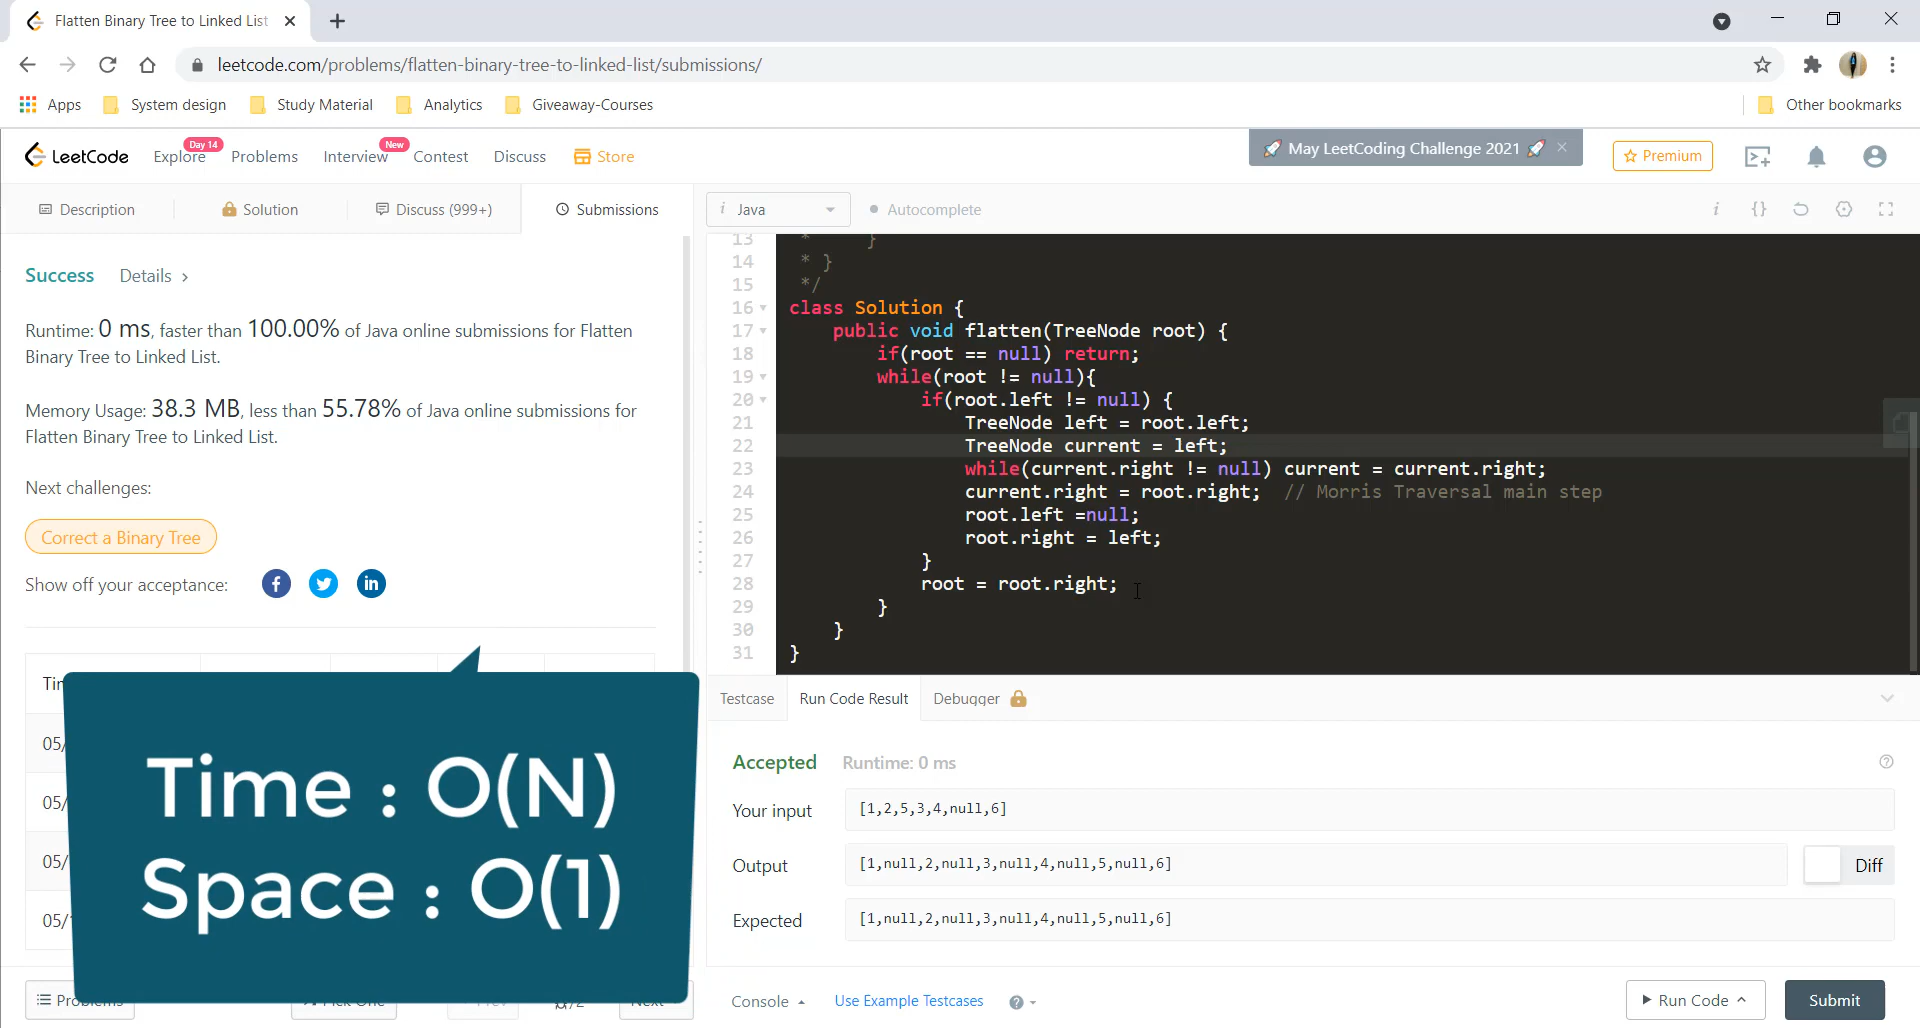 Flatten Binary Tree to Linked List
leetcode.com/problems/flatten-binary-tree-to-linked-list/submissions/
Apps
System design
Study Material
Analytics
Giveaway-Courses
Other bookmarks
LeetCode
Explore
Day 14
Problems
Interview
New
Contest
Discuss
Store
May LeetCoding Challenge 2021
Premium
Description
Solution
Discuss (999+)
Submissions
Success
Details
Runtime: 0 ms, faster than 100.00% of Java online submissions for Flatten
Binary Tree to Linked List.
Memory Usage: 38.3 MB, less than 55.78% of Java online submissions for
Flatten Binary Tree to Linked List.
Next challenges:
Correct a Binary Tree
Show off your acceptance:
Time : O(N)
Space : O(1)
i Java
Autocomplete
13 * }
14 * }
15 */
16 class Solution {
17 public void flatten(TreeNode root) {
18 if(root == null) return;
19 while(root != null){
20 if(root.left != null) {
21 TreeNode left = root.left;
22 TreeNode current = left;
23 while(current.right != null) current = current.right;
24 current.right = root.right; // Morris Traversal main step
25 root.left =null;
26 root.right = left;
27 }
28 root = root.right;
29 }
30 }
31 }
Testcase
Run Code Result
Debugger
Accepted
Runtime: 0 ms
Your input
[1,2,5,3,4,null,6]
Output
[1,null,2,null,3,null,4,null,5,null,6]
Diff
Expected
[1,null,2,null,3,null,4,null,5,null,6]
Problems
Console
Use Example Testcases
Run Code
Submit